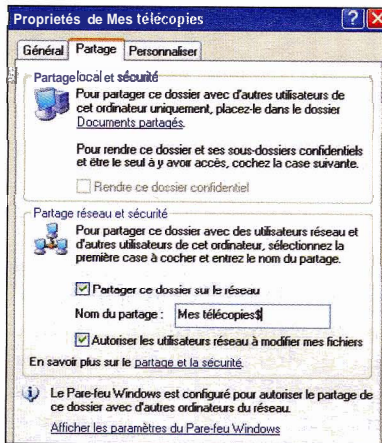 Proprietés de Mes télécopies
Général Partage Personnaliser
Partage local et sécurité
Pour partager ce dossier avec d'autres utilisateurs de
cet ordinateur uniquement, placez-le dans le dossier
Documents partagés.
Pour rendre ce dossier et ses sous-dossiers confidentiels
et être le seul à y avoir accès, cochez la case suivante.
Rendre ce dossier confidentiel
Partage réseau et sécurité
Pour partager ce dossier avec des utilisateurs réseau et
d'autres utilisateurs de cet ordinateur, sélectionnez la
première case à cocher et entrez le nom du partage.
Partager ce dossier sur le réseau
Nom du partage : Mes télécopies$
Autoriser les utilisateurs réseau à modifier mes fichiers
En savoir plus sur le partage et la sécurité.
Le Pare-feu Windows est configuré pour autoriser le partage de
ce dossier avec d'autres ordinateurs du réseau.
Afficher les paramètres du Pare-feu Windows